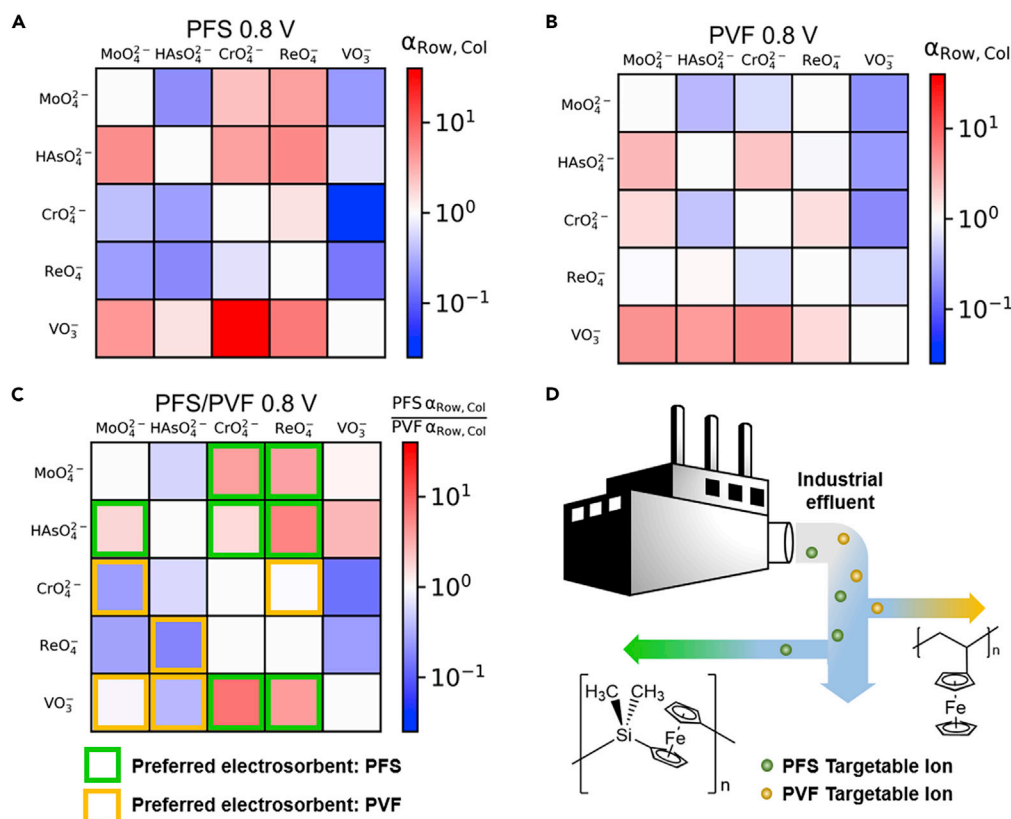 A
PFS 0.8 V
α Row, Col
MoO₄²⁻ HAsO₄²⁻ CrO₄²⁻ ReO₄⁻ VO₃⁻
MoO₄²⁻
HAsO₄²⁻
CrO₄²⁻
ReO₄⁻
VO₃⁻
10¹
10⁰
10⁻¹
B
PVF 0.8 V
α Row, Col
MoO₄²⁻ HAsO₄²⁻ CrO₄²⁻ ReO₄⁻ VO₃⁻
MoO₄²⁻
HAsO₄²⁻
CrO₄²⁻
ReO₄⁻
VO₃⁻
10¹
10⁰
10⁻¹
C
PFS/PVF 0.8 V
PFS α Row, Col
PVF α Row, Col
MoO₄²⁻ HAsO₄²⁻ CrO₄²⁻ ReO₄⁻ VO₃⁻
MoO₄²⁻
HAsO₄²⁻
CrO₄²⁻
ReO₄⁻
VO₃⁻
10¹
10⁰
10⁻¹
Preferred electrosorbent: PFS
Preferred electrosorbent: PVF
D
Industrial
effluent
H₃C CH₃
Si
Fe
n
n
Fe
PFS Targetable Ion
PVF Targetable Ion